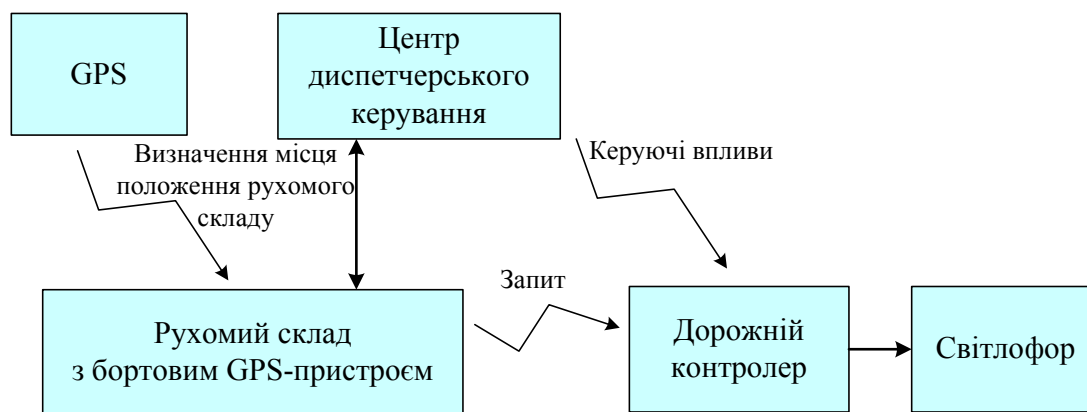 GPS
Центр
диспетчерського
керування
Визначення місця
положення рухомого
складу
Керуючі впливи
Запит
Рухомий склад
з бортовим GPS-пристроєм
Дорожній
контролер
Світлофор